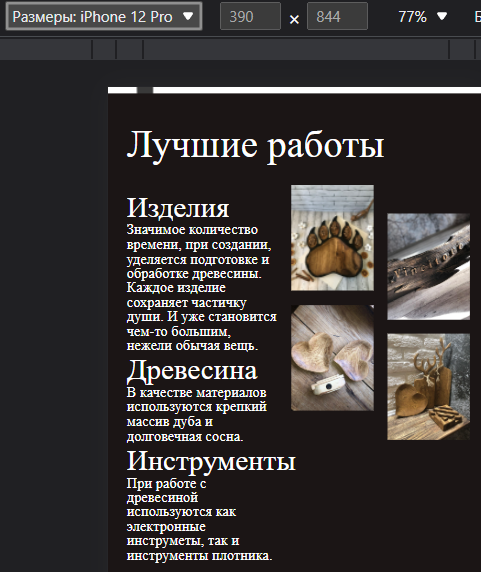 Размеры: iPhone 12 Pro ▼ 390 × 844 77% ▼ Б
Лучшие работы
Изделия
Значимое количество
времени, при создании,
уделяется подготовке и
обработке древесины.
Каждое изделие
сохраняет частичку
души. И уже становится
чем-то большим,
нежели обычая вещь.
Древесина
В качестве материалов
используются крепкий
массив дуба и
долговечная сосна.
Инструменты
При работе с
древесиной
используются как
электронные
инструметы, так и
инструменты плотника.